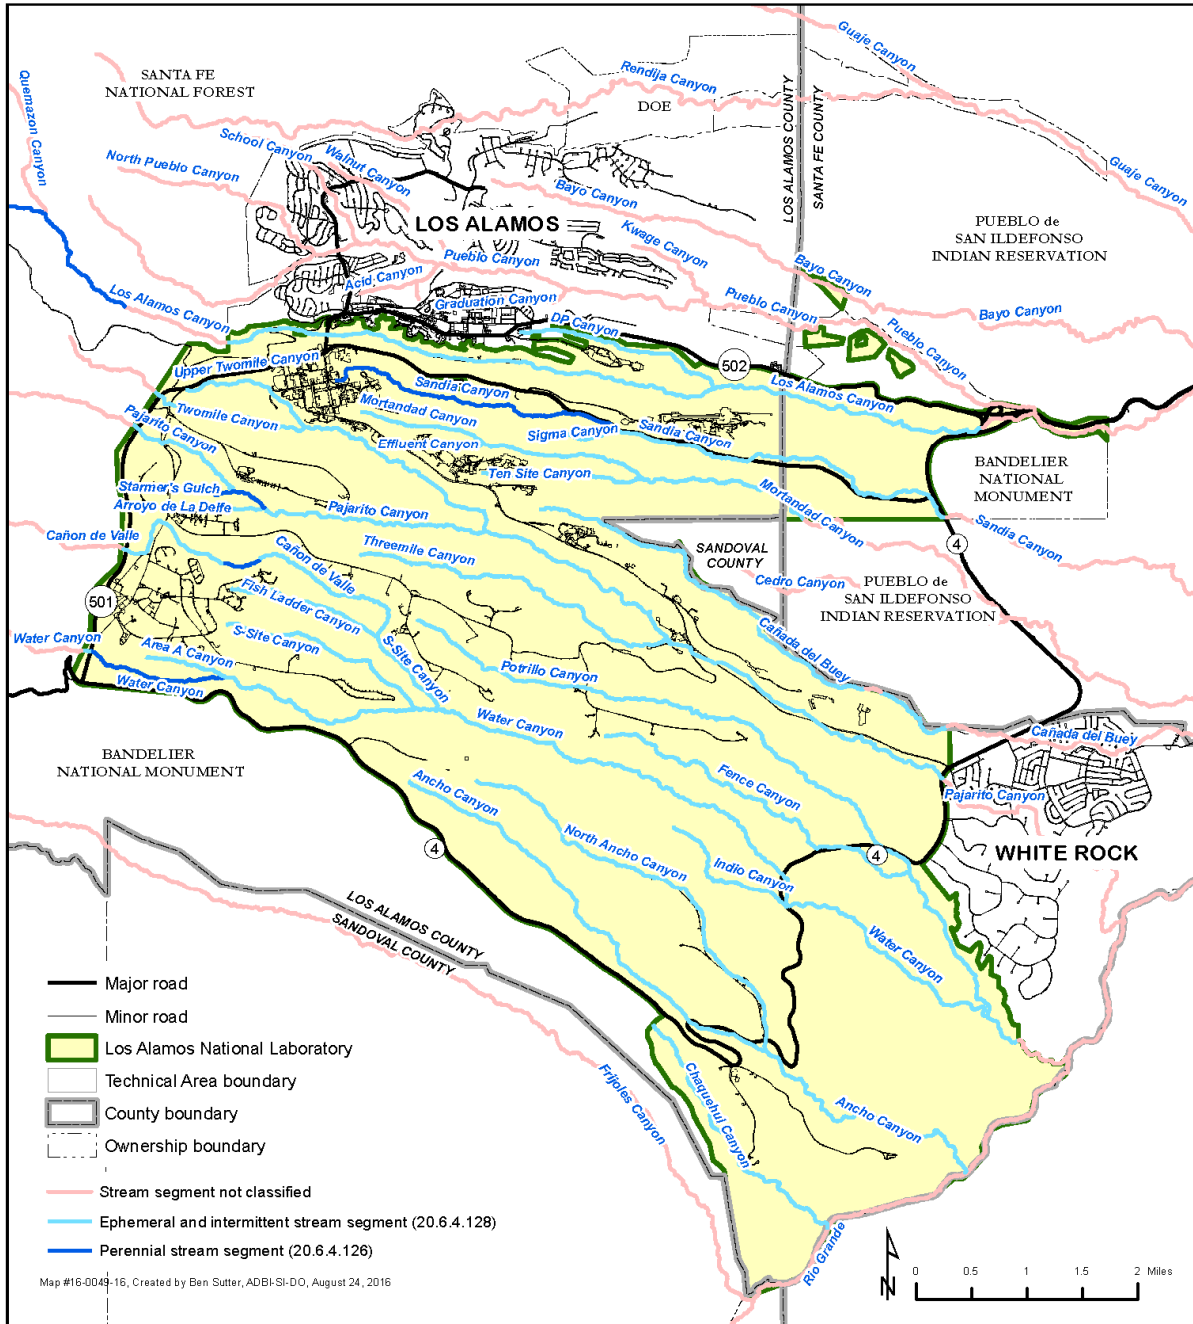 Guaje Canyon
Quemazon Canyon
SANTA FE
NATIONAL FOREST
Rendija Canyon
DOE
LOS ALAMOS COUNTY
SANTA FE COUNTY
School Canyon
Walnut Canyon
North Pueblo Canyon
Bayo Canyon
Guaje Canyon
LOS ALAMOS
Kwage Canyon
PUEBLO de
SAN ILDEFONSO
INDIAN RESERVATION
Pueblo Canyon
Bayo Canyon
Acid Canyon
Los Alamos Canyon
Graduation Canyon
Pueblo Canyon
Bayo Canyon
DP Canyon
Pueblo Canyon
502
Upper Twomile Canyon
Sandia Canyon
Los Alamos Canyon
Twomile Canyon
Mortandad Canyon
Pajarito Canyon
Sigma Canyon
Sandia Canyon
Effluent Canyon
BANDELIER
NATIONAL
MONUMENT
Ten Site Canyon
Starmer's Gulch
Mortandad Canyon
Arroyo de La Delfe
Pajarito Canyon
Sandia Canyon
Cañon de Valle
Threemile Canyon
4
Cañon de Valle
SANDOVAL
COUNTY
Cedro Canyon
PUEBLO de
SAN ILDEFONSO
INDIAN RESERVATION
501
Fish Ladder Canyon
Cañada del Buey
Water Canyon
S-Site Canyon
Area A Canyon
S-Site Canyon
Potrillo Canyon
Water Canyon
Water Canyon
Cañada del Buey
BANDELIER
NATIONAL MONUMENT
Fence Canyon
Ancho Canyon
Pajarito Canyon
North Ancho Canyon
4
4
WHITE ROCK
Indio Canyon
LOS ALAMOS COUNTY
SANDOVAL COUNTY
Water Canyon
Major road
Minor road
Los Alamos National Laboratory
Technical Area boundary
County boundary
Ownership boundary
Frijoles Canyon
Chaquehui Canyon
Ancho Canyon
Stream segment not classified
Ephemeral and intermittent stream segment (20.6.4.128)
Perennial stream segment (20.6.4.126)
Rio Grande
N
0 0.5 1 1.5 2 Miles
Map #16-0049-16, Created by Ben Sutter, ADBI-SI-DO, August 24, 2016